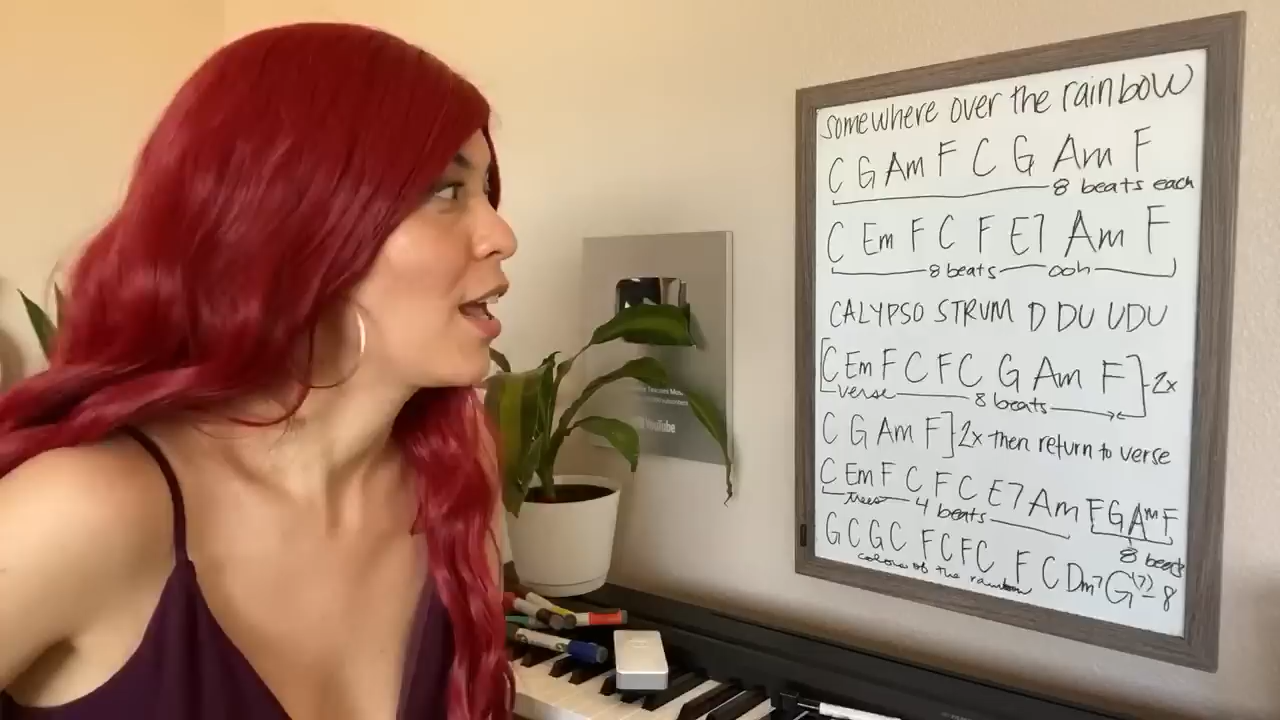 somewhere over the rainbow
C G Am F C G Am F
8 beats each
C Em F C F E7 Am F
8 beats ooh
CALYPSO STRUM D DU UDU
[C Em F C F C G Am F] 2x
verse 8 beats
C G Am F] 2x then return to verse
C Em F C F C E7 Am F G Am F
trees 4 beats 8 beats
G C G C F C F C F C Dm7 G(7) 8
colors of the rainbow
YouTube